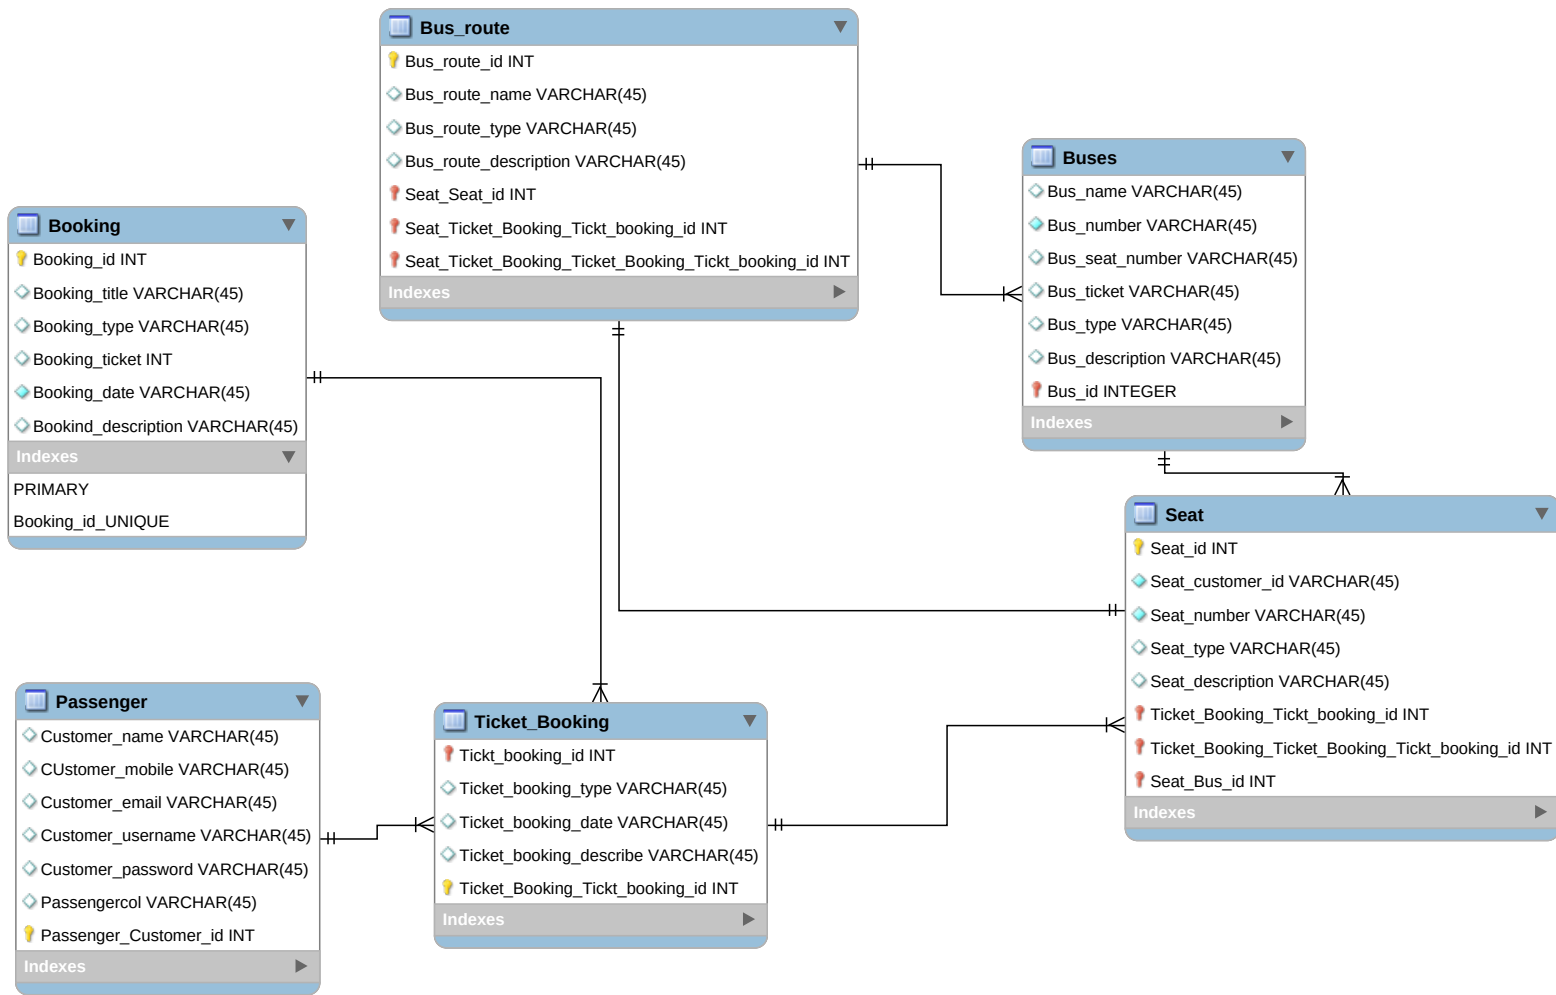 Bus_route
Bus_route_id INT
Bus_route_name VARCHAR(45)
Bus_route_type VARCHAR(45)
Bus_route_description VARCHAR(45)
Seat_Seat_id INT
Seat_Ticket_Booking_Tickt_booking_id INT
Seat_Ticket_Booking_Ticket_Booking_Tickt_booking_id INT
Indexes
Buses
Bus_name VARCHAR(45)
Bus_number VARCHAR(45)
Bus_seat_number VARCHAR(45)
Bus_ticket VARCHAR(45)
Bus_type VARCHAR(45)
Bus_description VARCHAR(45)
Bus_id INTEGER
Indexes
Booking
Booking_id INT
Booking_title VARCHAR(45)
Booking_type VARCHAR(45)
Booking_ticket INT
Booking_date VARCHAR(45)
Bookind_description VARCHAR(45)
Indexes
PRIMARY
Booking_id_UNIQUE
Seat
Seat_id INT
Seat_customer_id VARCHAR(45)
Seat_number VARCHAR(45)
Seat_type VARCHAR(45)
Seat_description VARCHAR(45)
Ticket_Booking_Tickt_booking_id INT
Ticket_Booking_Ticket_Booking_Tickt_booking_id INT
Seat_Bus_id INT
Indexes
Passenger
Customer_name VARCHAR(45)
CUstomer_mobile VARCHAR(45)
Customer_email VARCHAR(45)
Customer_username VARCHAR(45)
Customer_password VARCHAR(45)
Passengercol VARCHAR(45)
Passenger_Customer_id INT
Indexes
Ticket_Booking
Tickt_booking_id INT
Ticket_booking_type VARCHAR(45)
Ticket_booking_date VARCHAR(45)
Ticket_booking_describe VARCHAR(45)
Ticket_Booking_Tickt_booking_id INT
Indexes